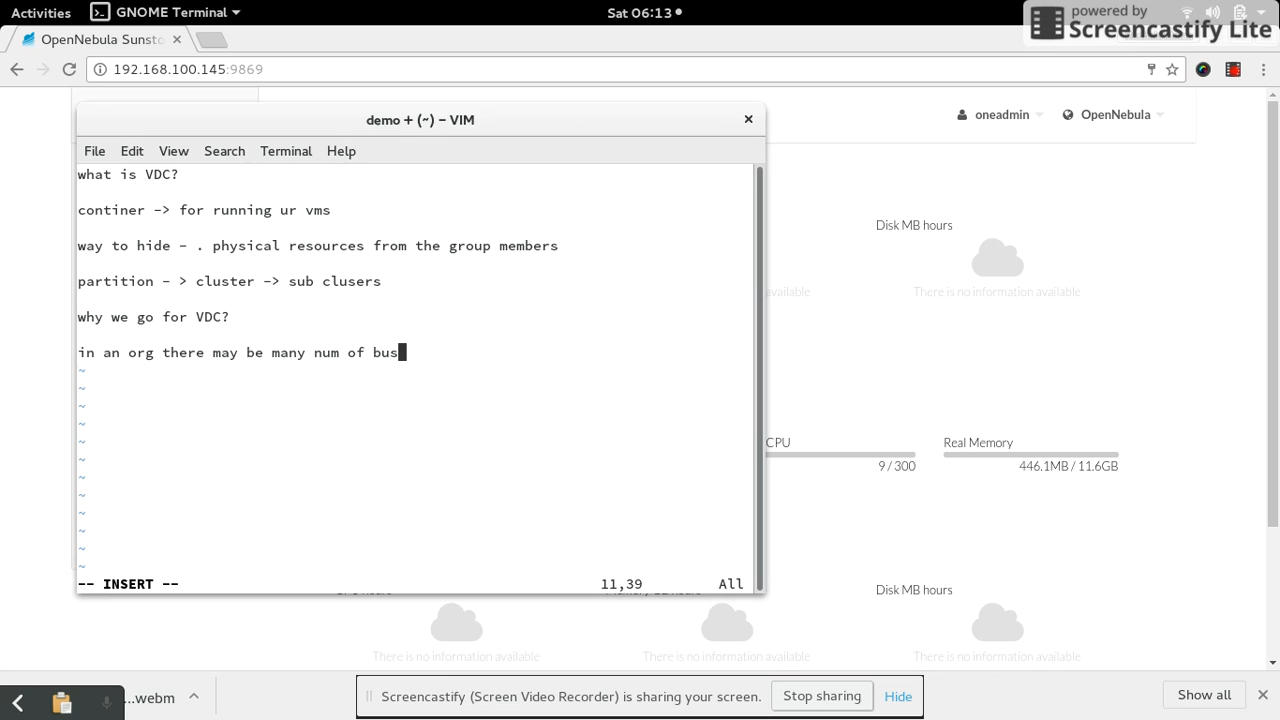 Activities
GNOME Terminal
Sat 06:13
powered by
Screencastify Lite
OpenNebula Sunsto
192.168.100.145:9869
oneadmin
OpenNebula
demo + (~) - VIM
File Edit View Search Terminal Help
what is VDC?
continer -> for running ur vms
way to hide - . physical resources from the group members
partition - > cluster -> sub clusers
why we go for VDC?
in an org there may be many num of bus
~
~
~
~
~
~
~
~
~
~
~
~
-- INSERT -- 11,39 All
Disk MB hours
available
There is no information available
CPU
9 / 300
Real Memory
446.1MB / 11.6GB
Disk MB hours
There is no information available
There is no information available
There is no information available
...webm
Screencastify (Screen Video Recorder) is sharing your screen.
Stop sharing
Hide
Show all